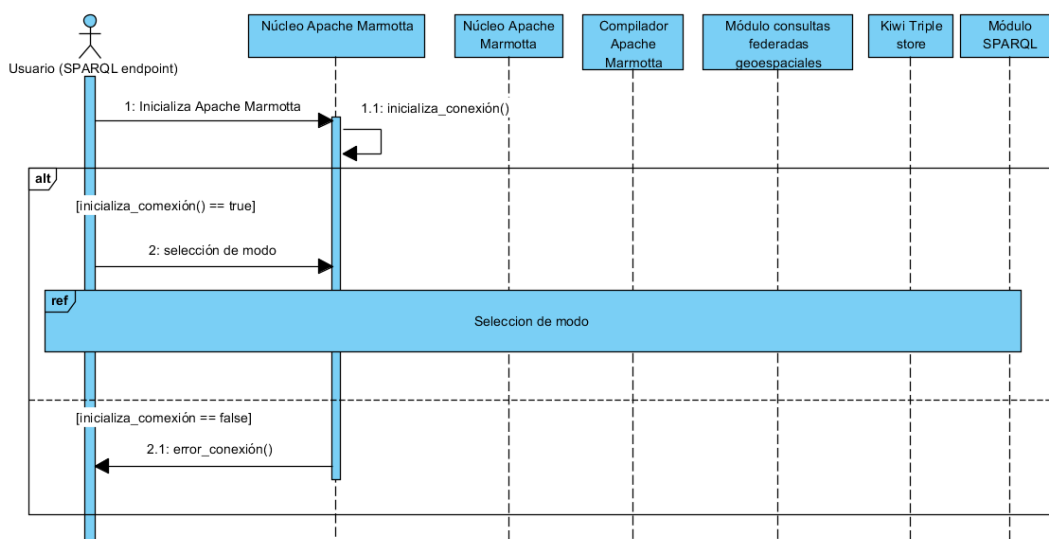 Usuario (SPARQL endpoint)
Núcleo Apache Marmotta
Núcleo Apache
Marmotta
Compilador
Apache
Marmotta
Módulo consultas
federadas
geoespaciales
Kiwi Triple
store
Módulo
SPARQL
1: Inicializa Apache Marmotta
1.1: inicializa_conexión()
alt
[inicializa_comexión() == true]
2: selección de modo
ref
Seleccion de modo
[inicializa_comexión == false]
2.1: error_conexión()